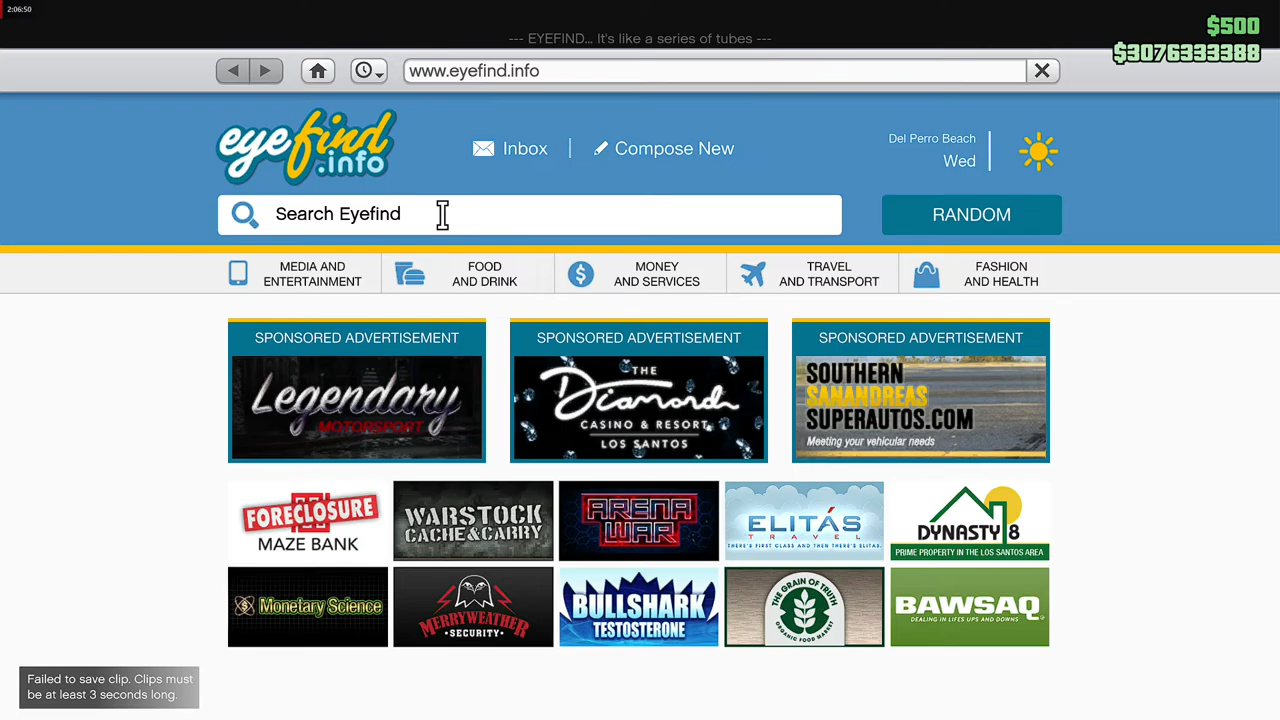 2:06:50
--- EYEFIND... It's like a series of tubes ---
$500
$3076333388
www.eyefind.info
eyefind.info
Inbox
Compose New
Del Perro Beach
Wed
Search Eyefind
RANDOM
MEDIA AND
ENTERTAINMENT
FOOD
AND DRINK
MONEY
AND SERVICES
TRAVEL
AND TRANSPORT
FASHION
AND HEALTH
SPONSORED ADVERTISEMENT
Legendary
MOTORSPORT
SPONSORED ADVERTISEMENT
THE
Diamond
CASINO & RESORT
LOS SANTOS
SPONSORED ADVERTISEMENT
SOUTHERN
SANANDREAS
SUPERAUTOS.COM
Meeting your vehicular needs
FORECLOSURE
MAZE BANK
WARSTOCK
CACHE&CARRY
ARENA
WAR
ELITÁS
TRAVEL
THERE'S FIRST CLASS AND THEN THERE'S ELITAS.
DYNASTY 8
PRIME PROPERTY IN THE LOS SANTOS AREA
Monetary Science
MERRYWEATHER
SECURITY
BULLSHARK
TESTOSTERONE
THE GRAIN OF TRUTH
ORGANIC FOOD MARKET
BAWSAQ
DEALING IN LIFES UPS AND DOWNS
Failed to save clip. Clips must
be at least 3 seconds long.